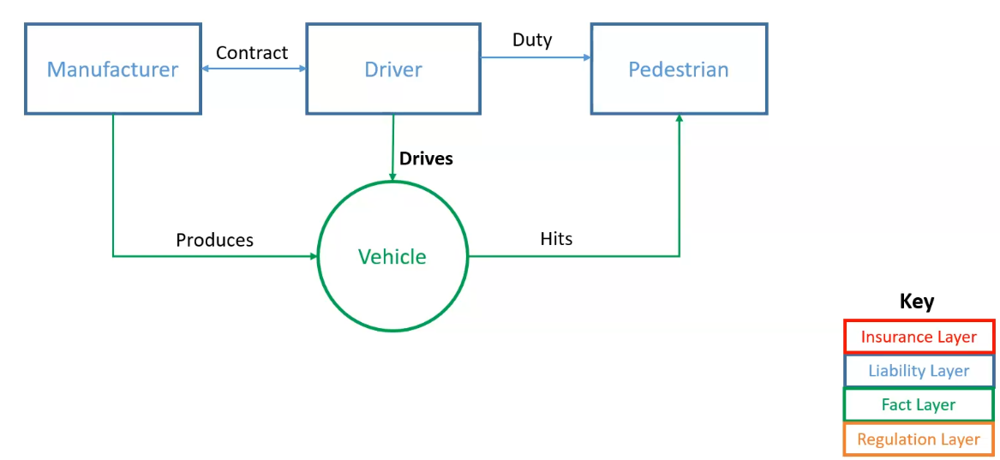 Manufacturer
Contract
Driver
Duty
Pedestrian
Drives
Produces
Vehicle
Hits
Key
Insurance Layer
Liability Layer
Fact Layer
Regulation Layer